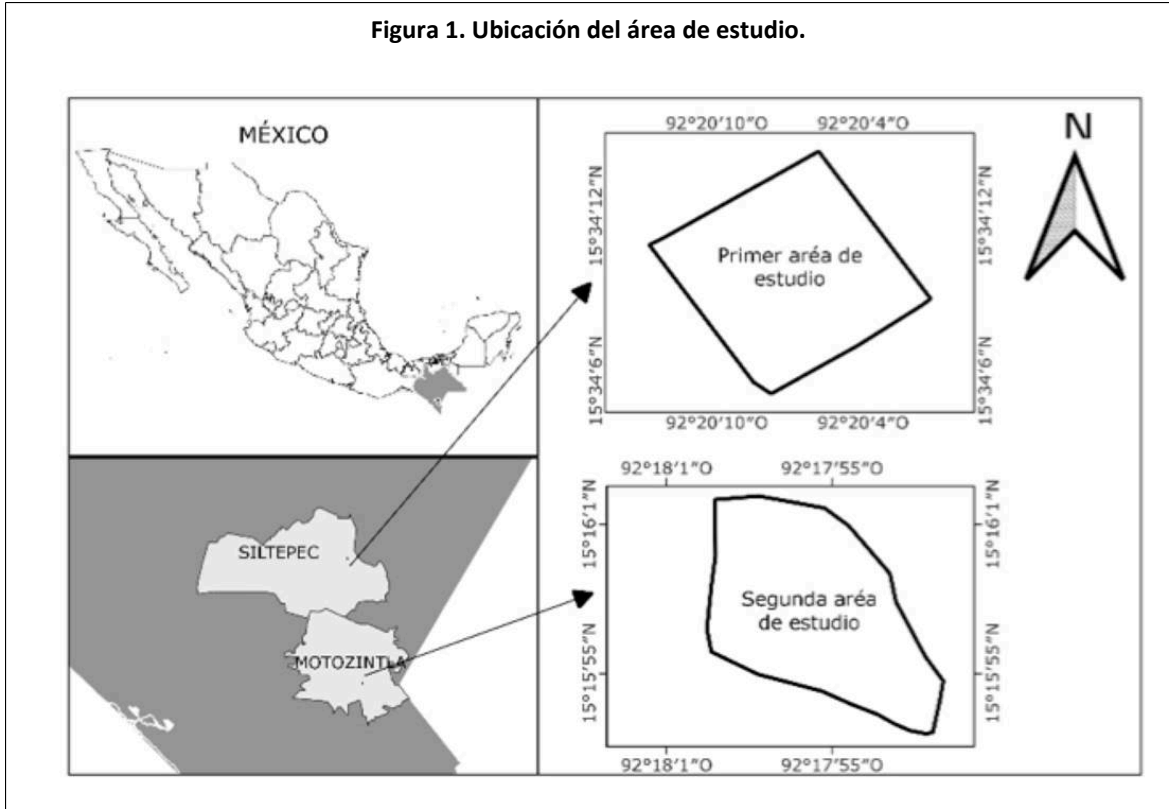 Figura 1. Ubicación del área de estudio.
MÉXICO
SILTEPEC
MOTOZINTLA
92°20'10"O 92°20'4"O
15°34'12"N
15°34'6"N
Primer aréa de
estudio
15°34'12"N
15°34'6"N
92°20'10"O 92°20'4"O
N
92°18'1"O 92°17'55"O
15°16'1"N
15°15'55"N
Segunda aréa
de estudio
15°16'1"N
15°15'55"N
92°18'1"O 92°17'55"O